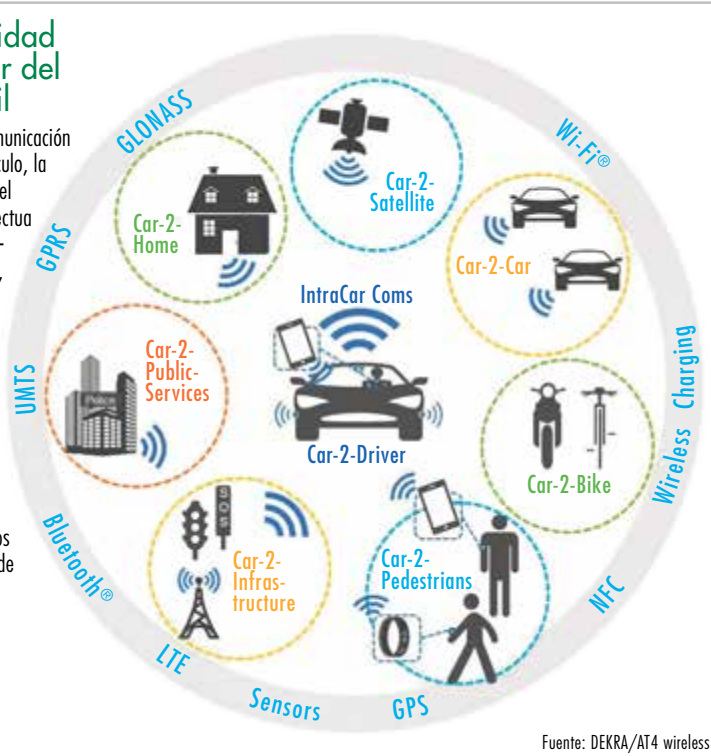 idad
r del
il
municación
culo, la
el
ectua
-
,
os
de
GLONASS
Wi-Fi®
GPRS
UMTS
Bluetooth®
LTE
Sensors
GPS
NFC
Wireless Charging
Car-2-
Satellite
Car-2-
Home
Car-2-Car
IntraCar Coms
Car-2-
Public-
Services
Police
Car-2-Driver
Car-2-Bike
SOS
Car-2-
Infras-
tructure
Car-2-
Pedestrians
Fuente: DEKRA/AT4 wireless